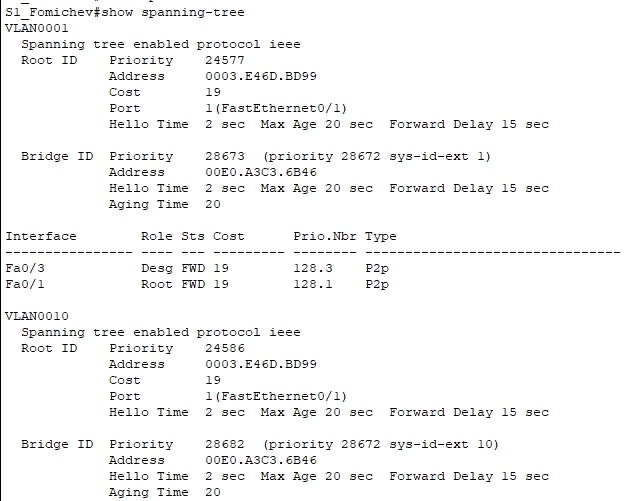 S1_Fomichev#show spanning-tree
VLAN0001
  Spanning tree enabled protocol ieee
  Root ID    Priority    24577
             Address     0003.E46D.BD99
             Cost        19
             Port        1(FastEthernet0/1)
             Hello Time  2 sec  Max Age 20 sec  Forward Delay 15 sec

  Bridge ID  Priority    28673  (priority 28672 sys-id-ext 1)
             Address     00E0.A3C3.6B46
             Hello Time  2 sec  Max Age 20 sec  Forward Delay 15 sec
             Aging Time  20

Interface        Role Sts Cost      Prio.Nbr Type
---------------- ---- --- --------- -------- --------------------------------
Fa0/3            Desg FWD 19        128.3    P2p
Fa0/1            Root FWD 19        128.1    P2p

VLAN0010
  Spanning tree enabled protocol ieee
  Root ID    Priority    24586
             Address     0003.E46D.BD99
             Cost        19
             Port        1(FastEthernet0/1)
             Hello Time  2 sec  Max Age 20 sec  Forward Delay 15 sec

  Bridge ID  Priority    28682  (priority 28672 sys-id-ext 10)
             Address     00E0.A3C3.6B46
             Hello Time  2 sec  Max Age 20 sec  Forward Delay 15 sec
             Aging Time  20